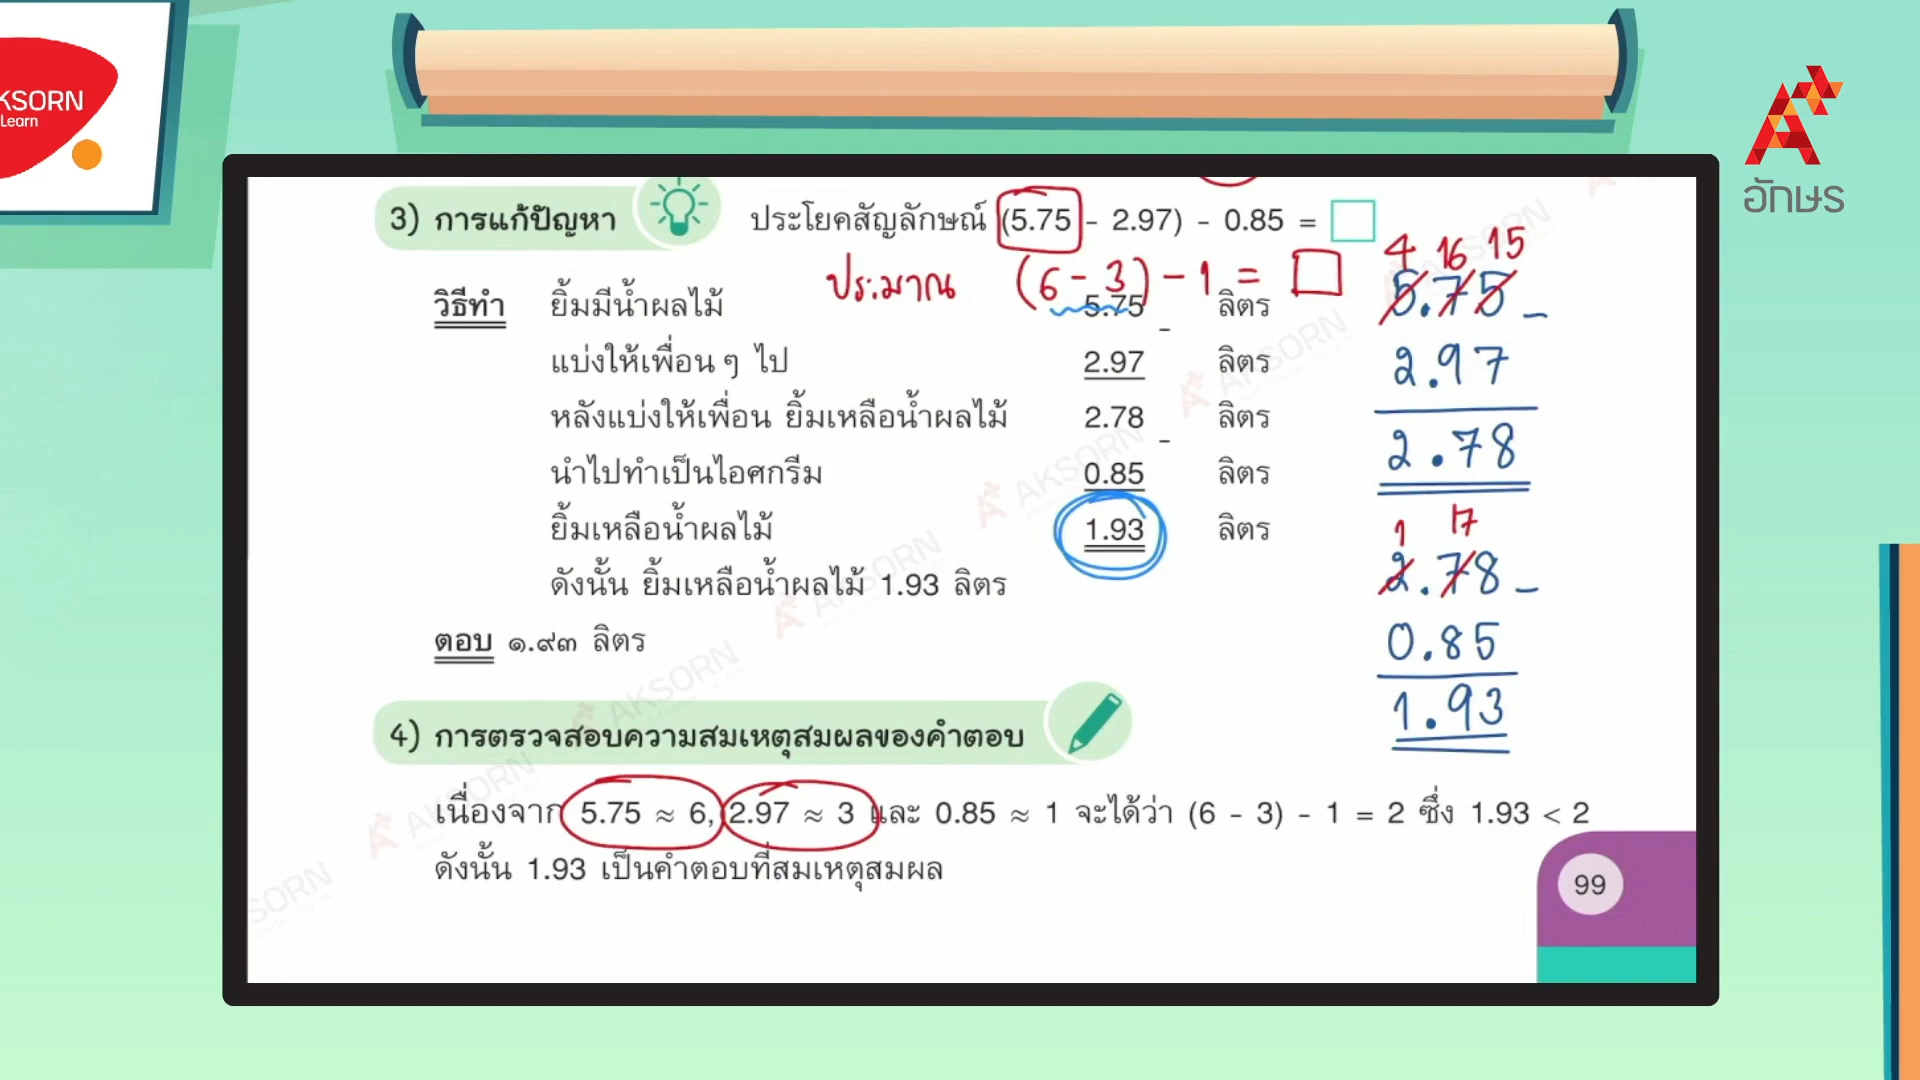 AKSORN
Learn
อักษร
3) การแก้ปัญหา ประโยคสัญลักษณ์ (5.75 - 2.97) - 0.85 = □
ประมาณ (6 - 3) - 1 = □
วิธีทำ ยิ้มมีน้ำผลไม้ 5.75 ลิตร
-
แบ่งให้เพื่อน ๆ ไป 2.97 ลิตร
หลังแบ่งให้เพื่อน ยิ้มเหลือน้ำผลไม้ 2.78 ลิตร
-
นำไปทำเป็นไอศกรีม 0.85 ลิตร
ยิ้มเหลือน้ำผลไม้ 1.93 ลิตร
ดังนั้น ยิ้มเหลือน้ำผลไม้ 1.93 ลิตร
ตอบ ๑.๙๓ ลิตร
4 16 15
5.75 -
2.97
2.78
1 17
2.78 -
0.85
1.93
4) การตรวจสอบความสมเหตุสมผลของคำตอบ
เนื่องจาก 5.75 ≈ 6, 2.97 ≈ 3 และ 0.85 ≈ 1 จะได้ว่า (6 - 3) - 1 = 2 ซึ่ง 1.93 < 2
ดังนั้น 1.93 เป็นคำตอบที่สมเหตุสมผล
99